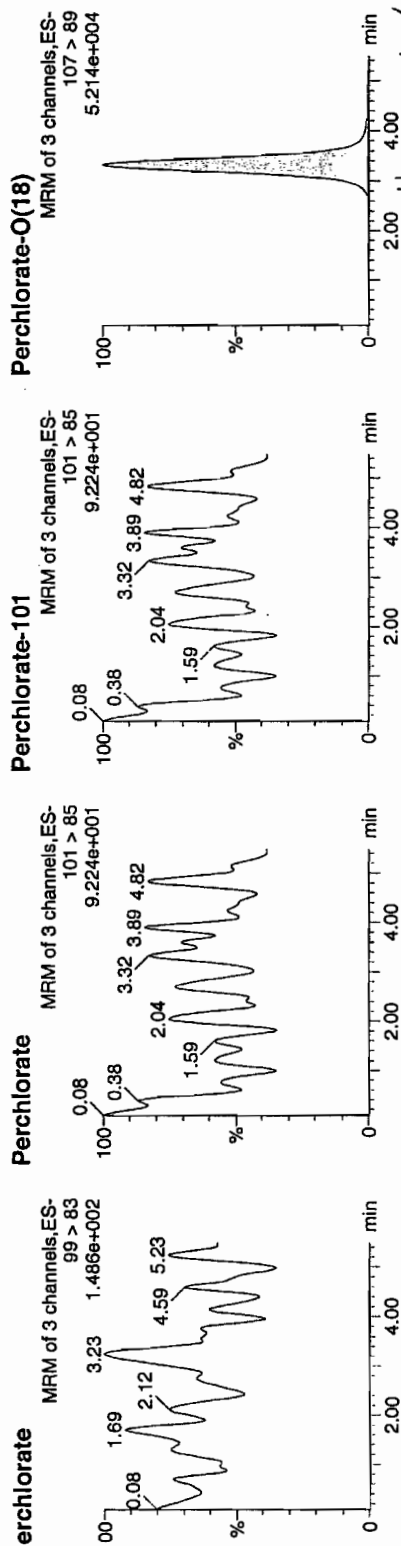 erchlorate
MRM of 3 channels,ES-
99 > 83
1.486e+002
00
%
0
0.08
1.69
2.12
3.23
4.59
5.23
2.00
4.00
min
Perchlorate
MRM of 3 channels,ES-
101 > 85
9.224e+001
100
%
0
0.08
0.38
1.59
2.04
3.32
3.89
4.82
2.00
4.00
min
Perchlorate-101
MRM of 3 channels,ES-
101 > 85
9.224e+001
100
%
0
0.08
0.38
1.59
2.04
3.32
3.89
4.82
2.00
4.00
min
Perchlorate-O(18)
MRM of 3 channels,ES-
107 > 89
5.214e+004
100
%
0
2.00
4.00
min